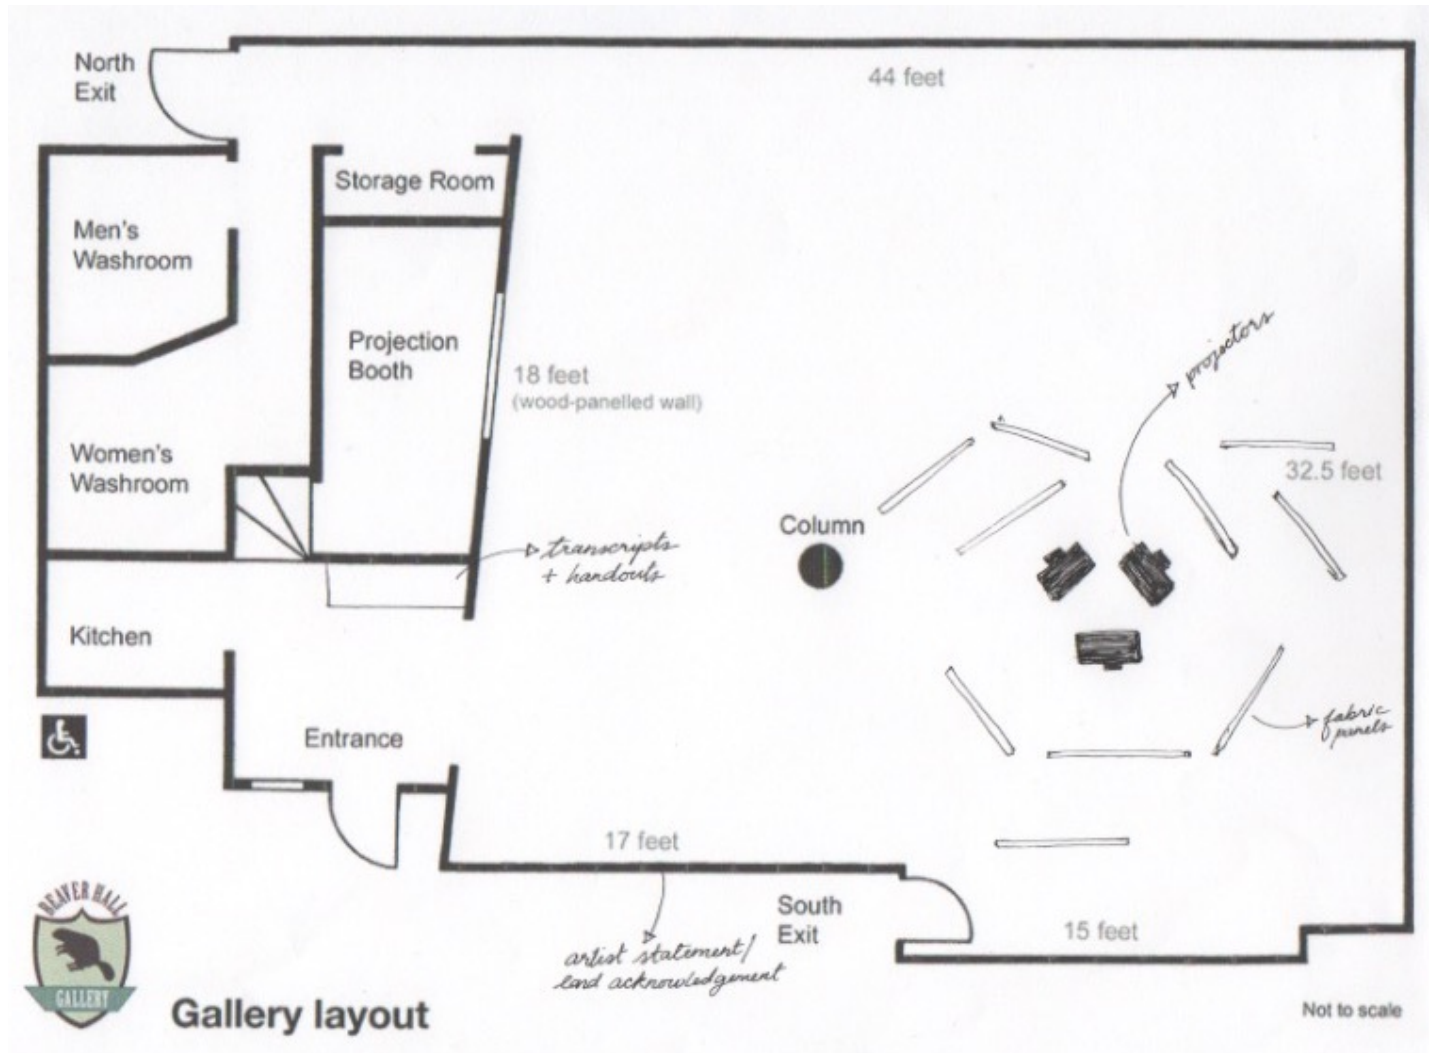 North
Exit
44 feet
Storage Room
Men's
Washroom
Projection
Booth
18 feet
(wood-panelled wall)
projectors
Women's
Washroom
32.5 feet
Column
transcripts
+ handouts
Kitchen
fabric
panels
Entrance
17 feet
South
Exit
15 feet
artist statement/
land acknowledgement
BEAVER HALL
GALLERY
Gallery layout
Not to scale